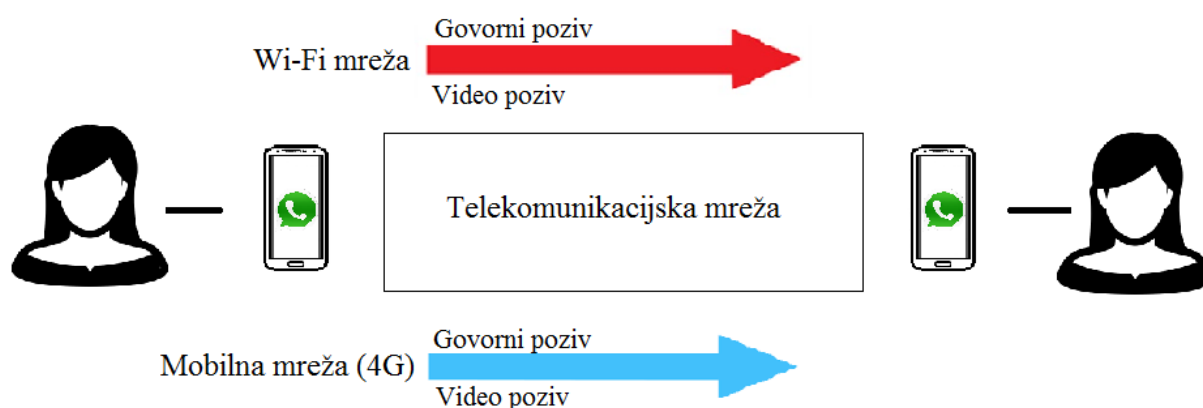 Govorni poziv
Wi-Fi mreža
Video poziv
Telekomunikacijska mreža
Govorni poziv
Mobilna mreža (4G)
Video poziv